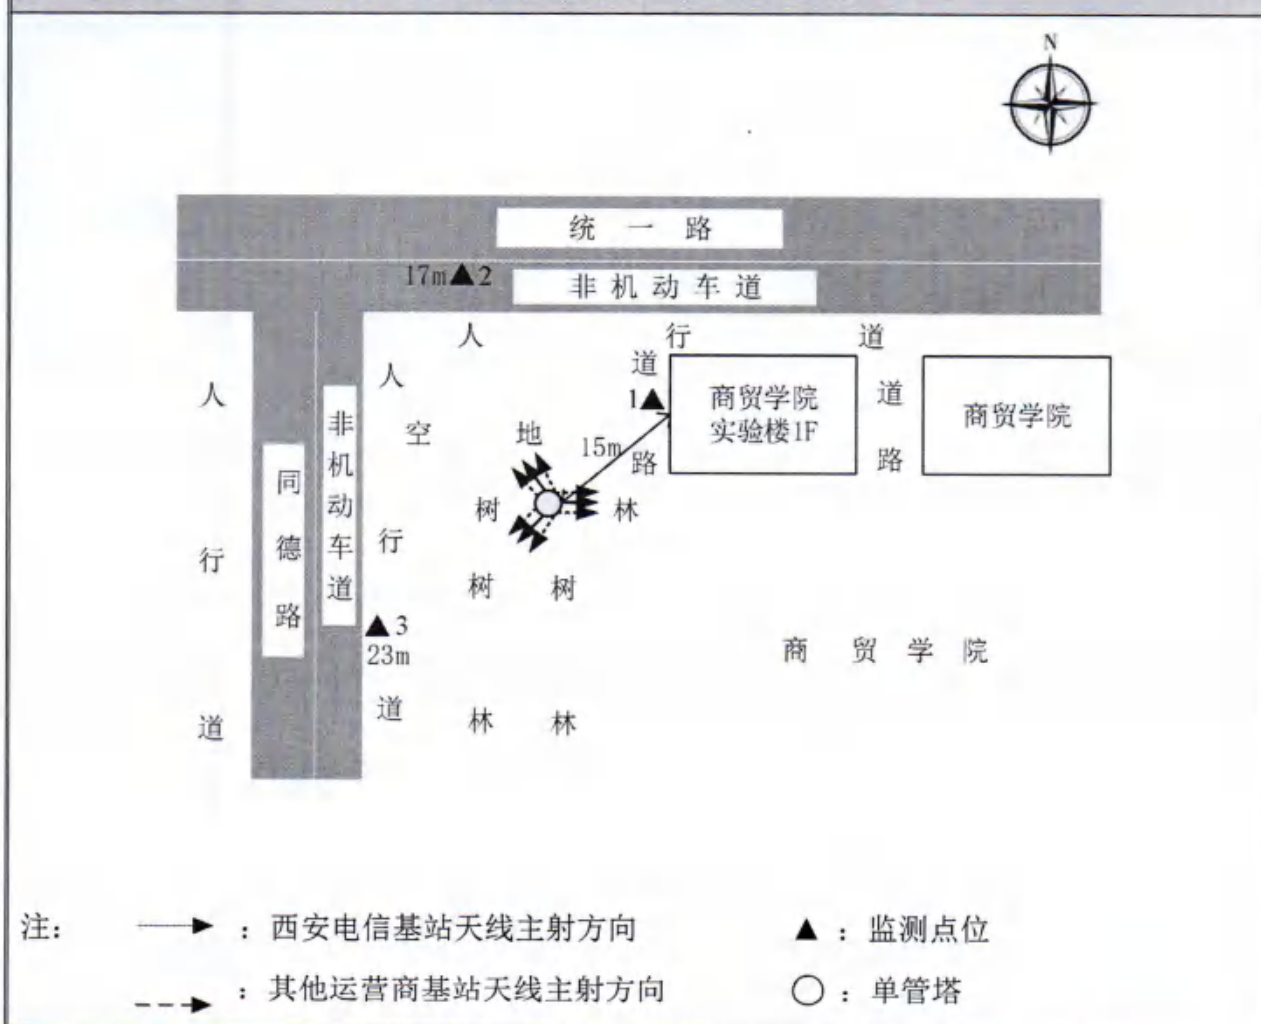 N
统一路
17m▲2
非机动车道
人行道
道路
1▲
商贸学院
实验楼1F
道路
商贸学院
15m
人行道
同德路
非机动车道
人行道
空地
树林
树林
树林
▲3
23m
商贸学院
注：
：西安电信基站天线主射方向
▲：监测点位
：其他运营商基站天线主射方向
：单管塔